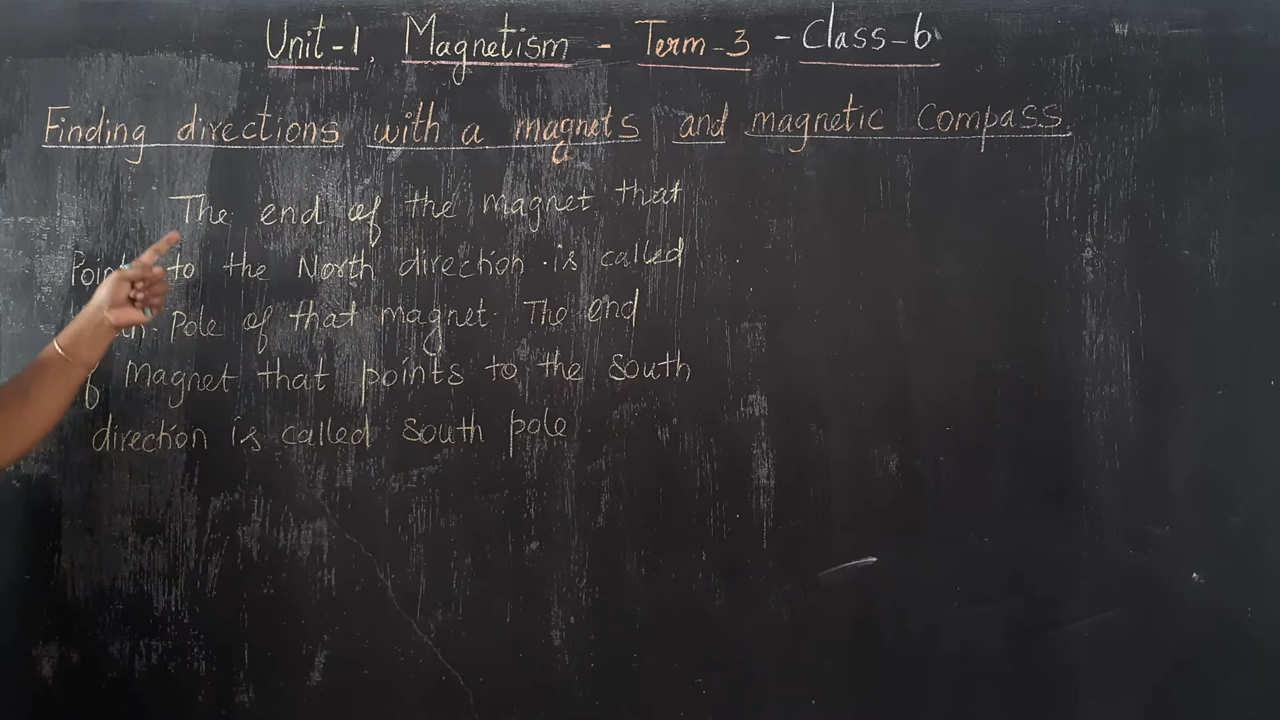 Unit-1, Magnetism - Term-3 - Class-6
Finding directions with a magnets and magnetic Compass
The end of the magnet that
to the North direction is called
Pole of that magnet. The end
magnet that points to the south
direction is called south pole.